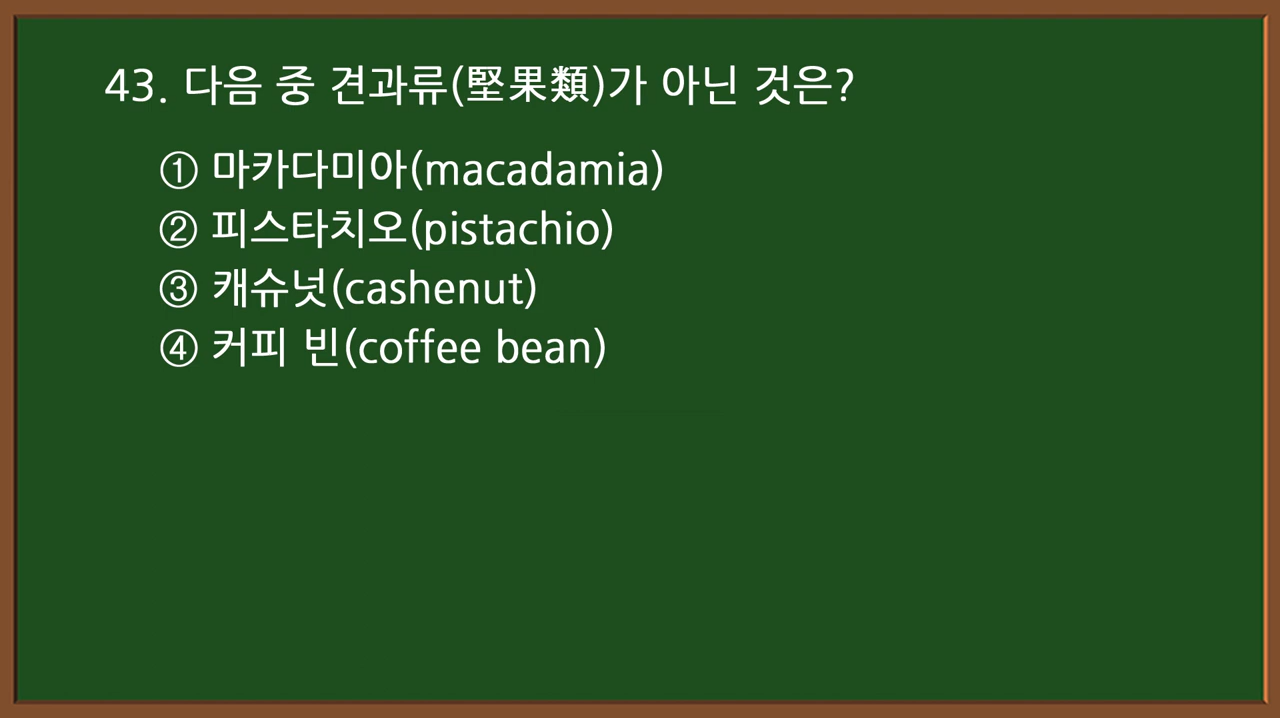 43. 다음 중 견과류(堅果類)가 아닌 것은?
① 마카다미아(macadamia)
② 피스타치오(pistachio)
③ 캐슈넛(cashenut)
④ 커피 빈(coffee bean)